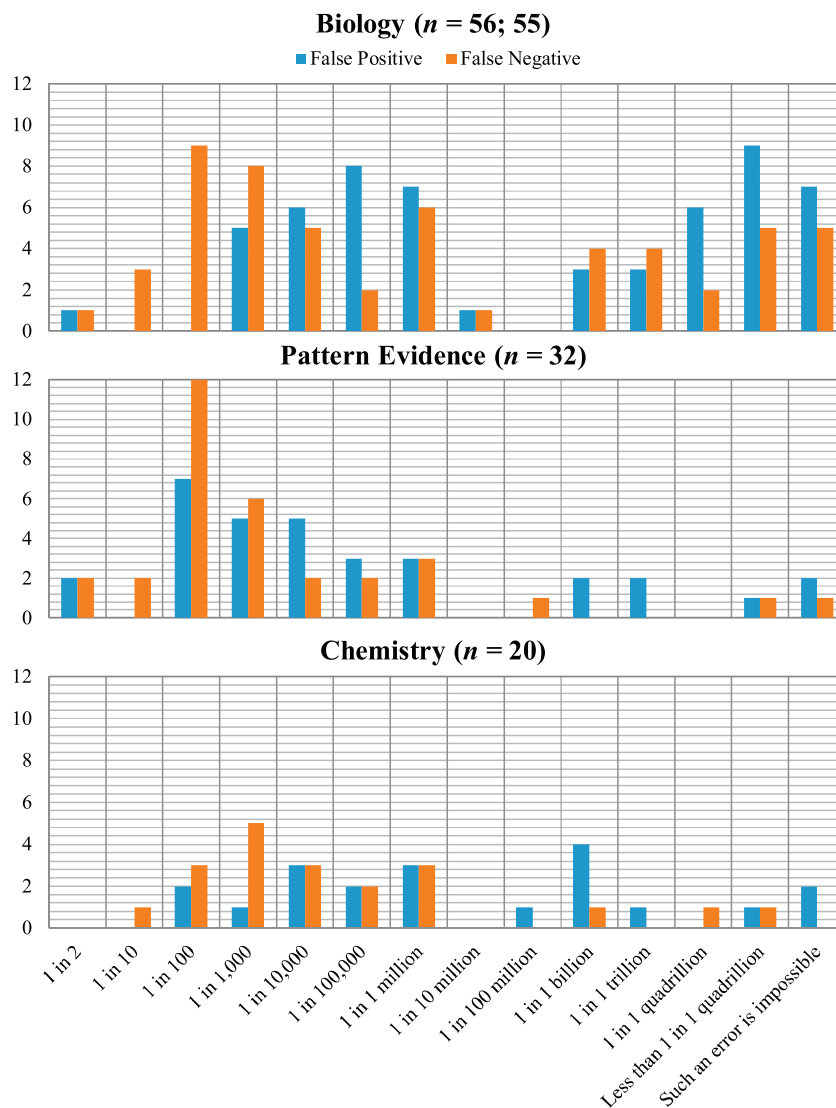 Biology (n = 56; 55)
False Positive False Negative
12
10
8
6
4
2
0
Pattern Evidence (n = 32)
12
10
8
6
4
2
0
Chemistry (n = 20)
12
10
8
6
4
2
0
1 in 2
1 in 10
1 in 100
1 in 1,000
1 in 10,000
1 in 100,000
1 in 1 million
1 in 10 million
1 in 100 million
1 in 1 billion
1 in 1 trillion
1 in 1 quadrillion
Less than 1 in 1 quadrillion
Such an error is impossible